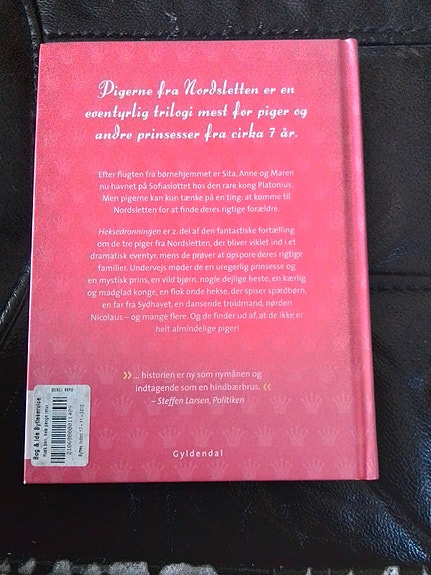 Pigerne fra Nordsletten er en
eventyrlig trilogi mest for piger og
andre prinsesser fra cirka 7 år.
Efter flugten fra børnehjemmet er Sita, Anne og Maren
nu havnet på Sofiaslottet hos den rare kong Platonius.
Men pigerne kan kun tænke på en ting: at komme til
Nordsletten for at finde deres rigtige forældre.
Heksedronningen er 2. del af den fantastiske fortælling
om de tre piger fra Nordsletten, der bliver viklet ind i et
dramatisk eventyr, mens de prøver at opspore deres rigtige
familier. Undervejs møder de en uregerlig prinsesse og
en mystisk prins, en vild bjørn, nogle dejlige heste, en kærlig
og madglad konge, en flok onde hekse, der spiser spædbørn,
en far fra Sydhavet, en dansende troldmand, nørden
Nicolaus – og mange flere. Og de finder ud af, at de ikke er
helt almindelige piger!
» ... historien er ny som nymånen og
indtagende som en hindbærbrus. «
– Steffen Larsen, Politiken
Gyldendal
Bog & Ide Bytteservice